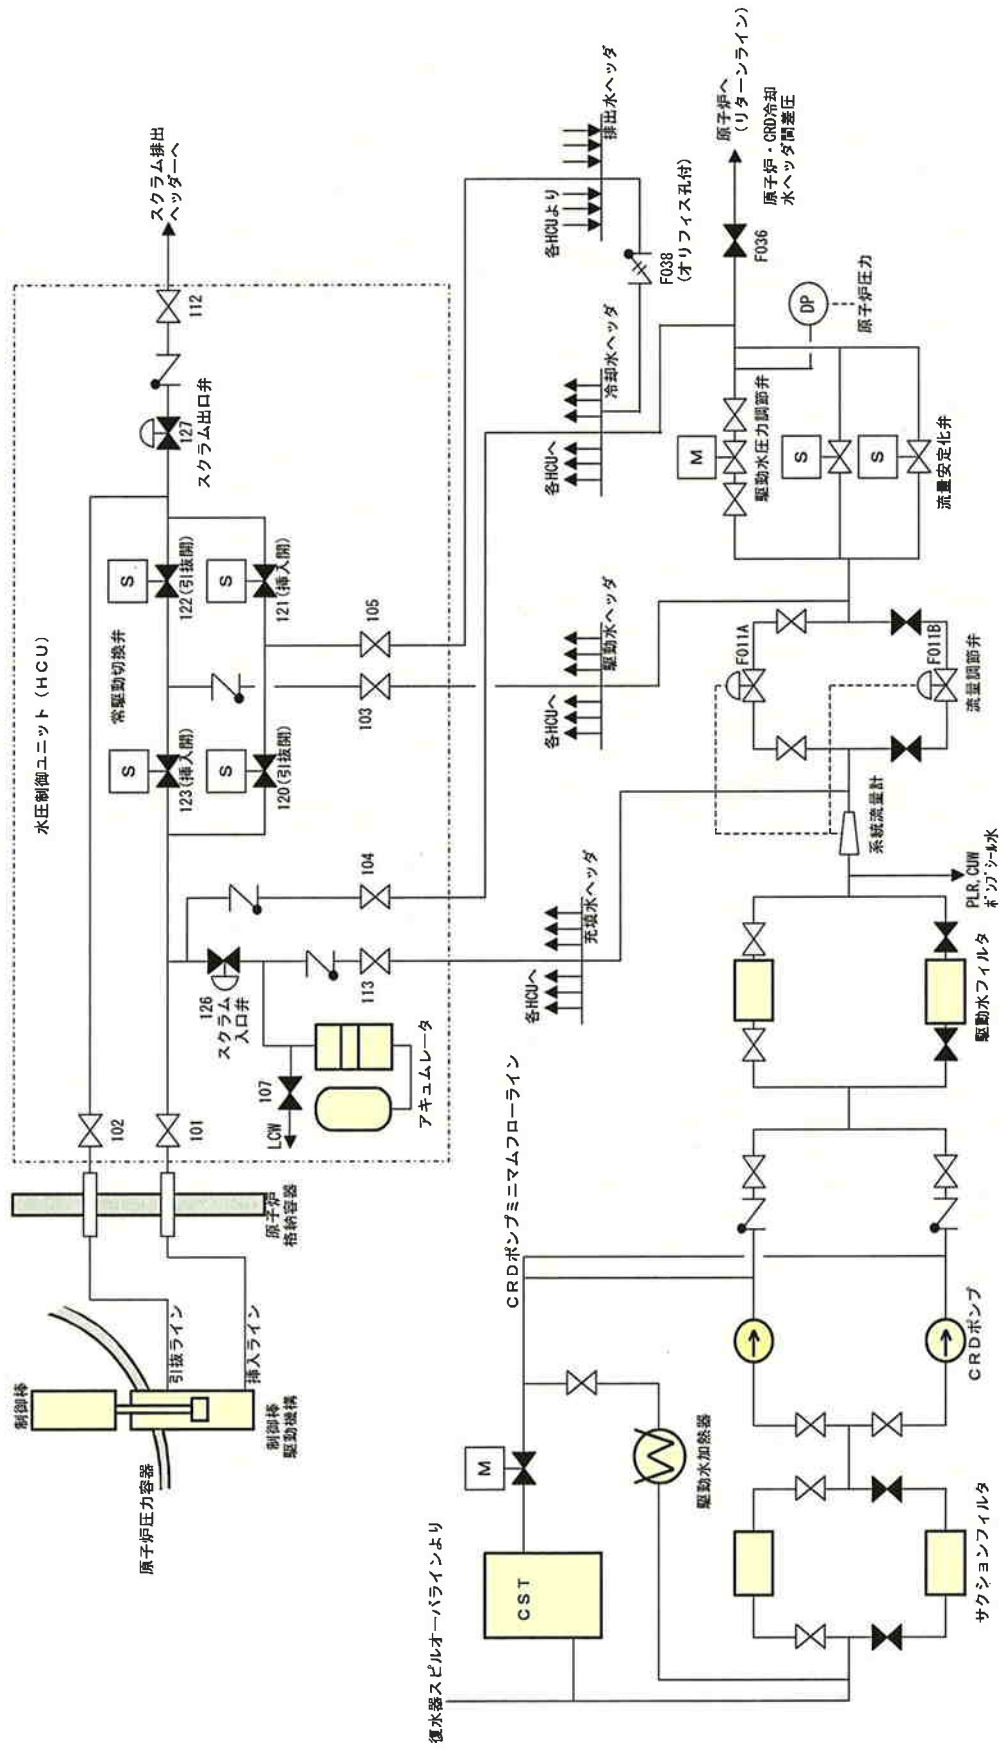 水圧制御ユニット（ＨＣＵ）
制御棒
制御棒
駆動機構
原子炉圧力容器
引抜ライン
挿入ライン
原子炉
格納容器
102
101
常駆動切換弁
S
123(挿入開)
S
120(引抜開)
S
122(引抜開)
S
121(挿入開)
127
スクラム出口弁
112
スクラム排出
ヘッダーへ
126
スクラム
入口弁
107
LCW
アキュムレータ
113
104
103
105
各HCUへ
充填水ヘッダ
各HCUへ
駆動水ヘッダ
各HCUへ
冷却水ヘッダ
各HCUより
排出水ヘッダ
F038
(オリフィス孔付)
復水器スピルオーバラインより
CST
M
ＣＲＤポンプミニマムフローライン
駆動水加熱器
サクションフィルタ
ＣＲＤポンプ
駆動水フィルタ
PLR,CUW
ポンプシール水
系統流量計
F011A
F011B
流量調節弁
M
駆動水圧力調節弁
S
S
流量安定化弁
DP
原子炉圧力
F036
原子炉へ
(リターンライン)
原子炉・CRD冷却
水ヘッダ間差圧